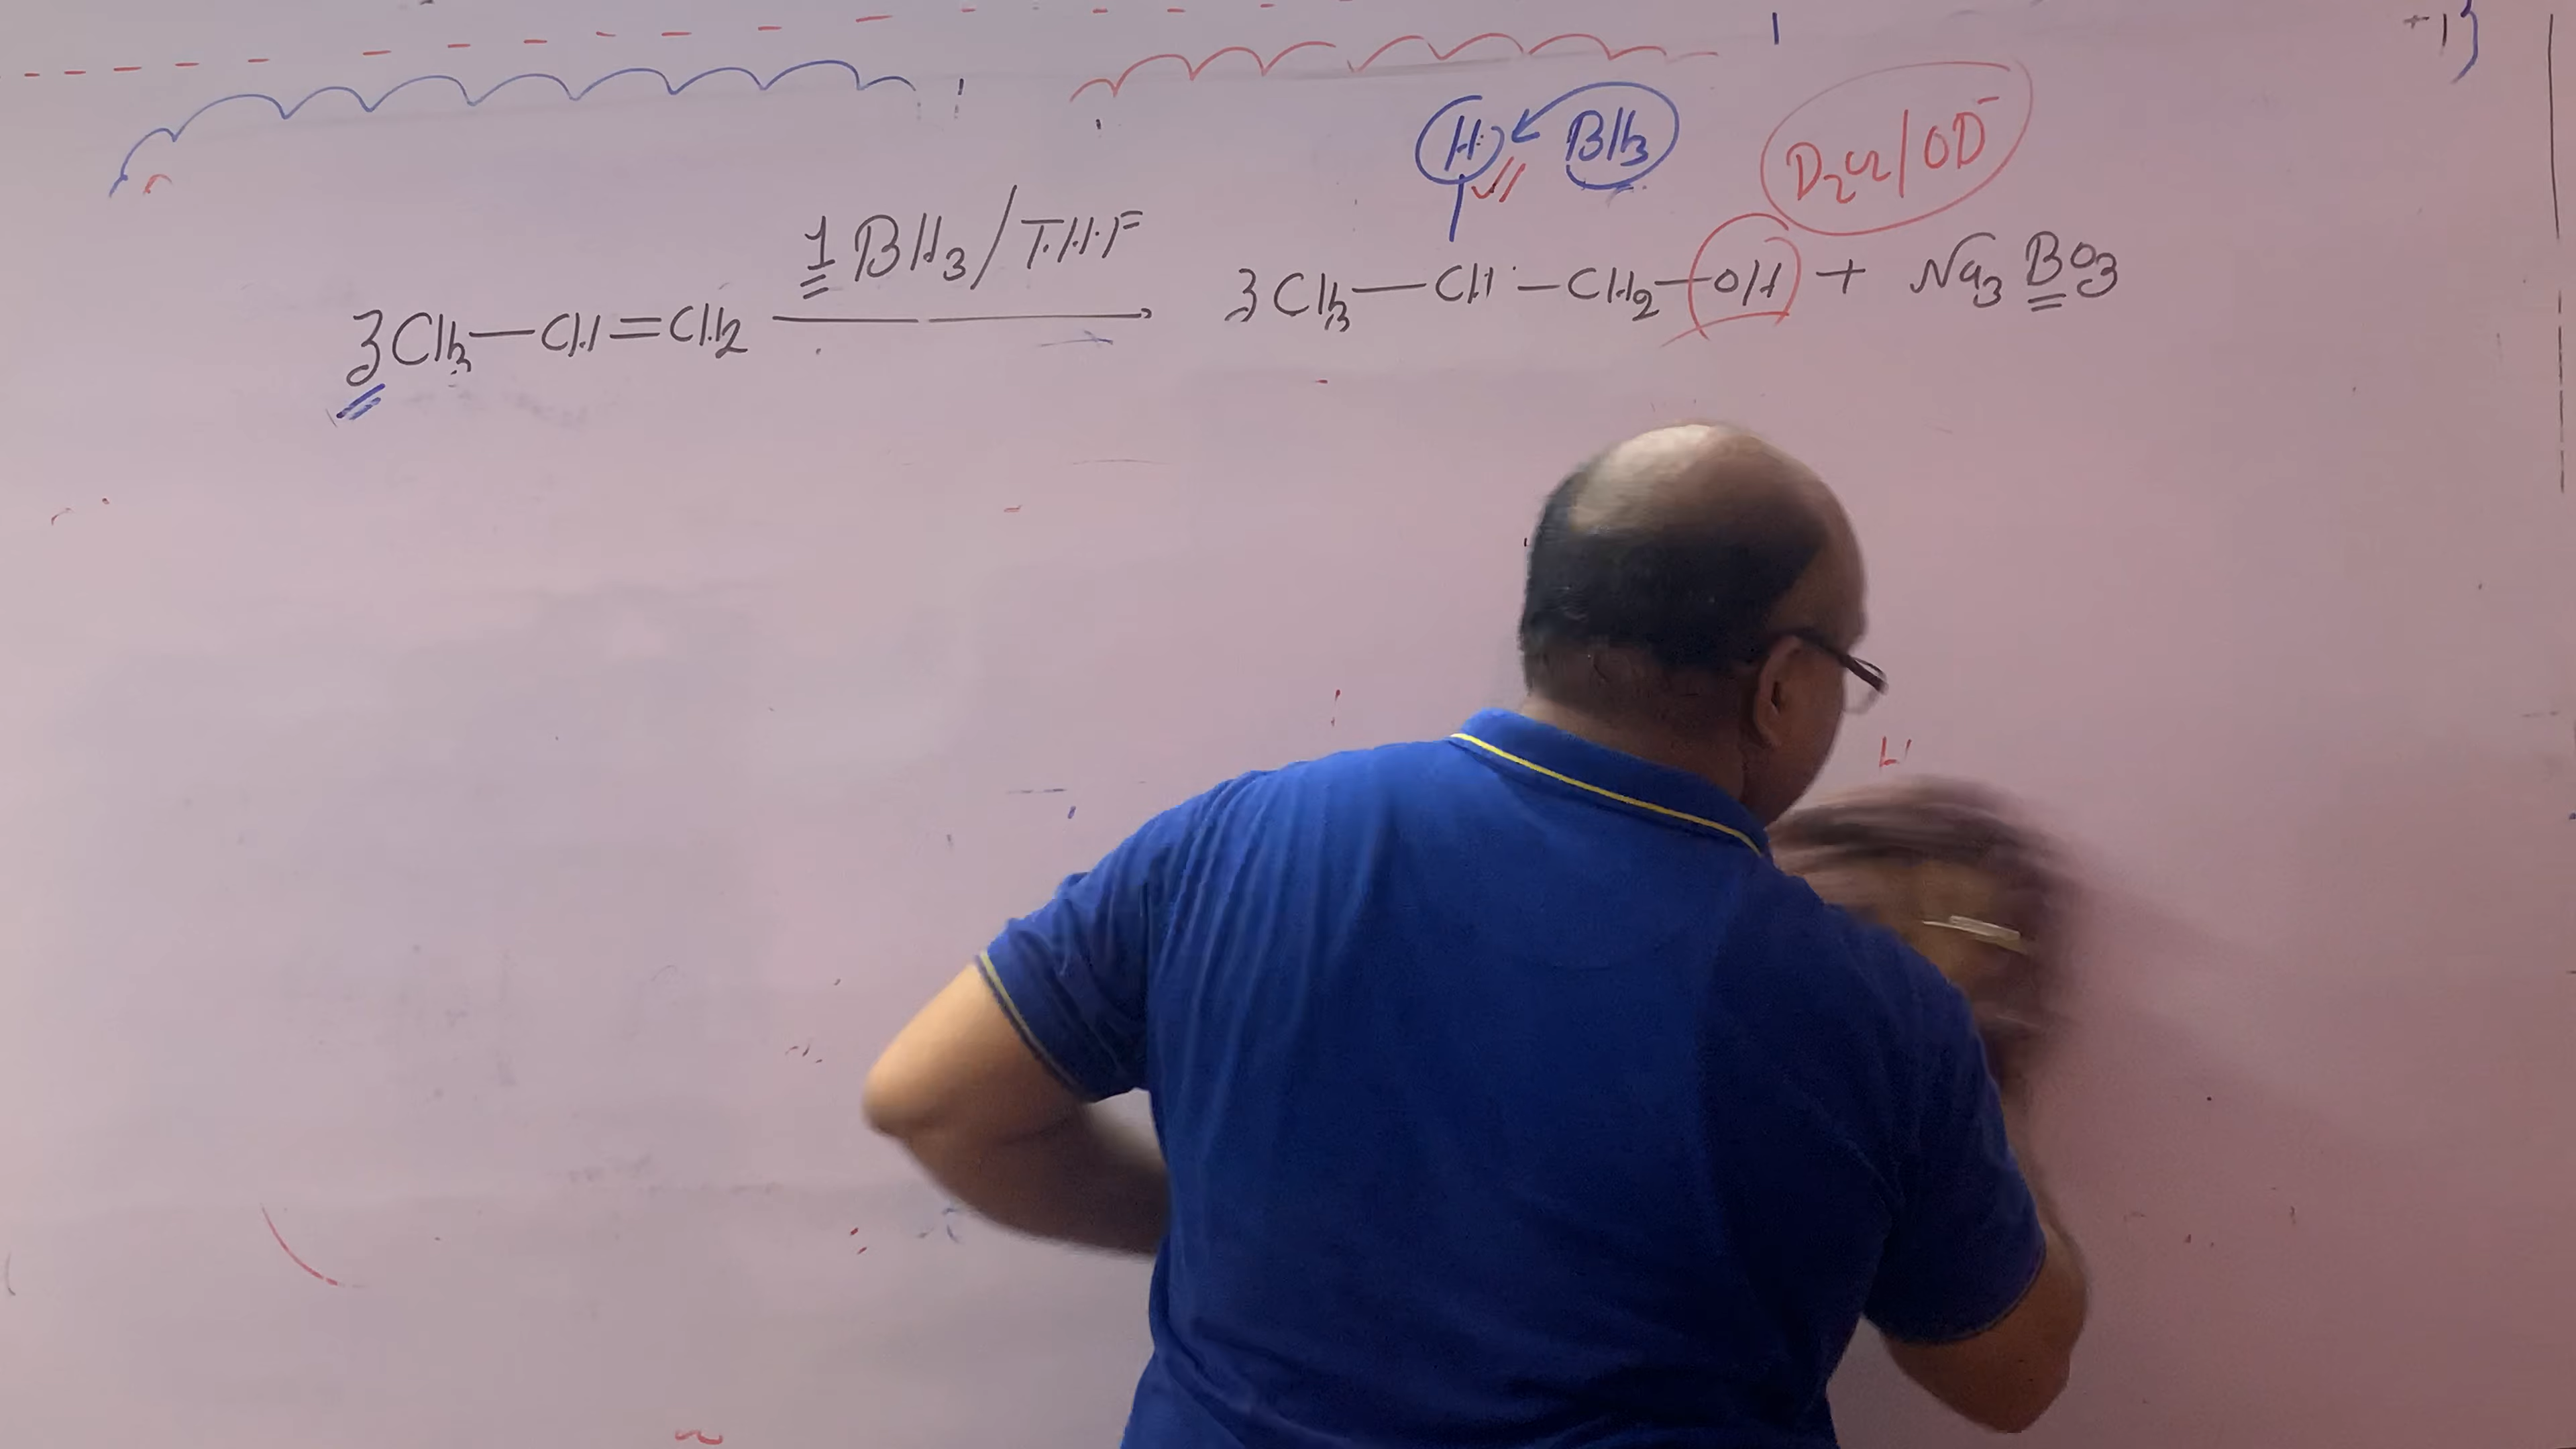 H BH3 D2O2/OD-
1 BH3/T.H.F
3CH3—CH—CH2—OH + Na3BO3
3CH3—CH=CH2